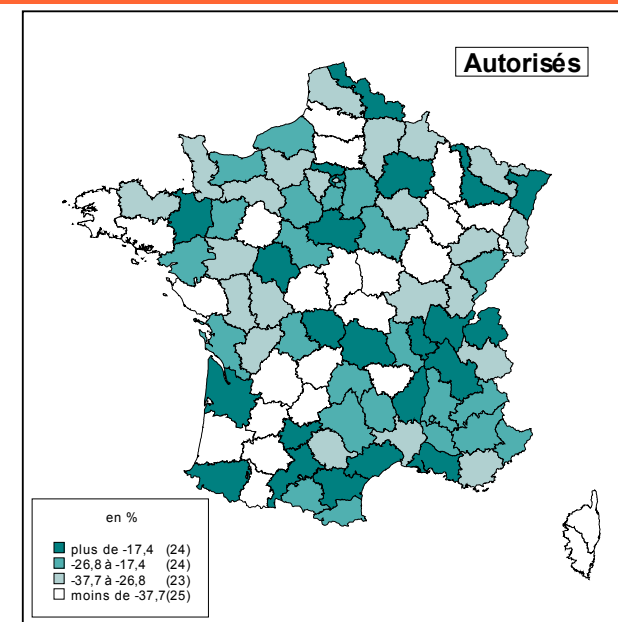 Autorisés
en %
plus de -17,4 (24)
-26,8 à -17,4 (24)
-37,7 à -26,8 (23)
moins de -37,7(25)